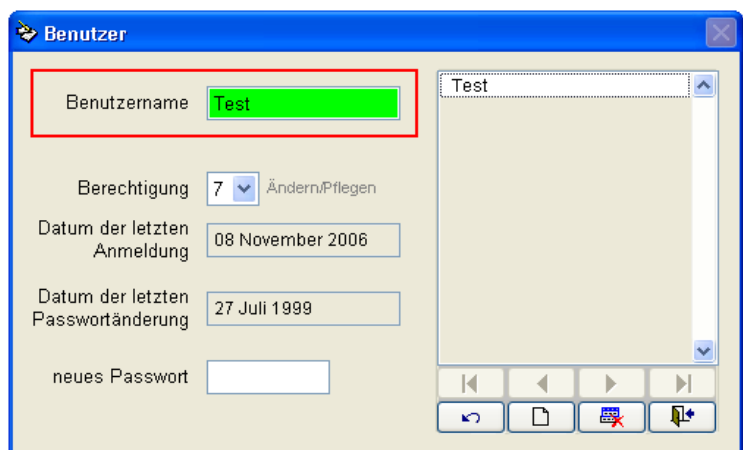 Benutzer
Benutzername
Test
Test
Berechtigung
7
Ändern/Pflegen
Datum der letzten
Anmeldung
08 November 2006
Datum der letzten
Passwortänderung
27 Juli 1999
neues Passwort